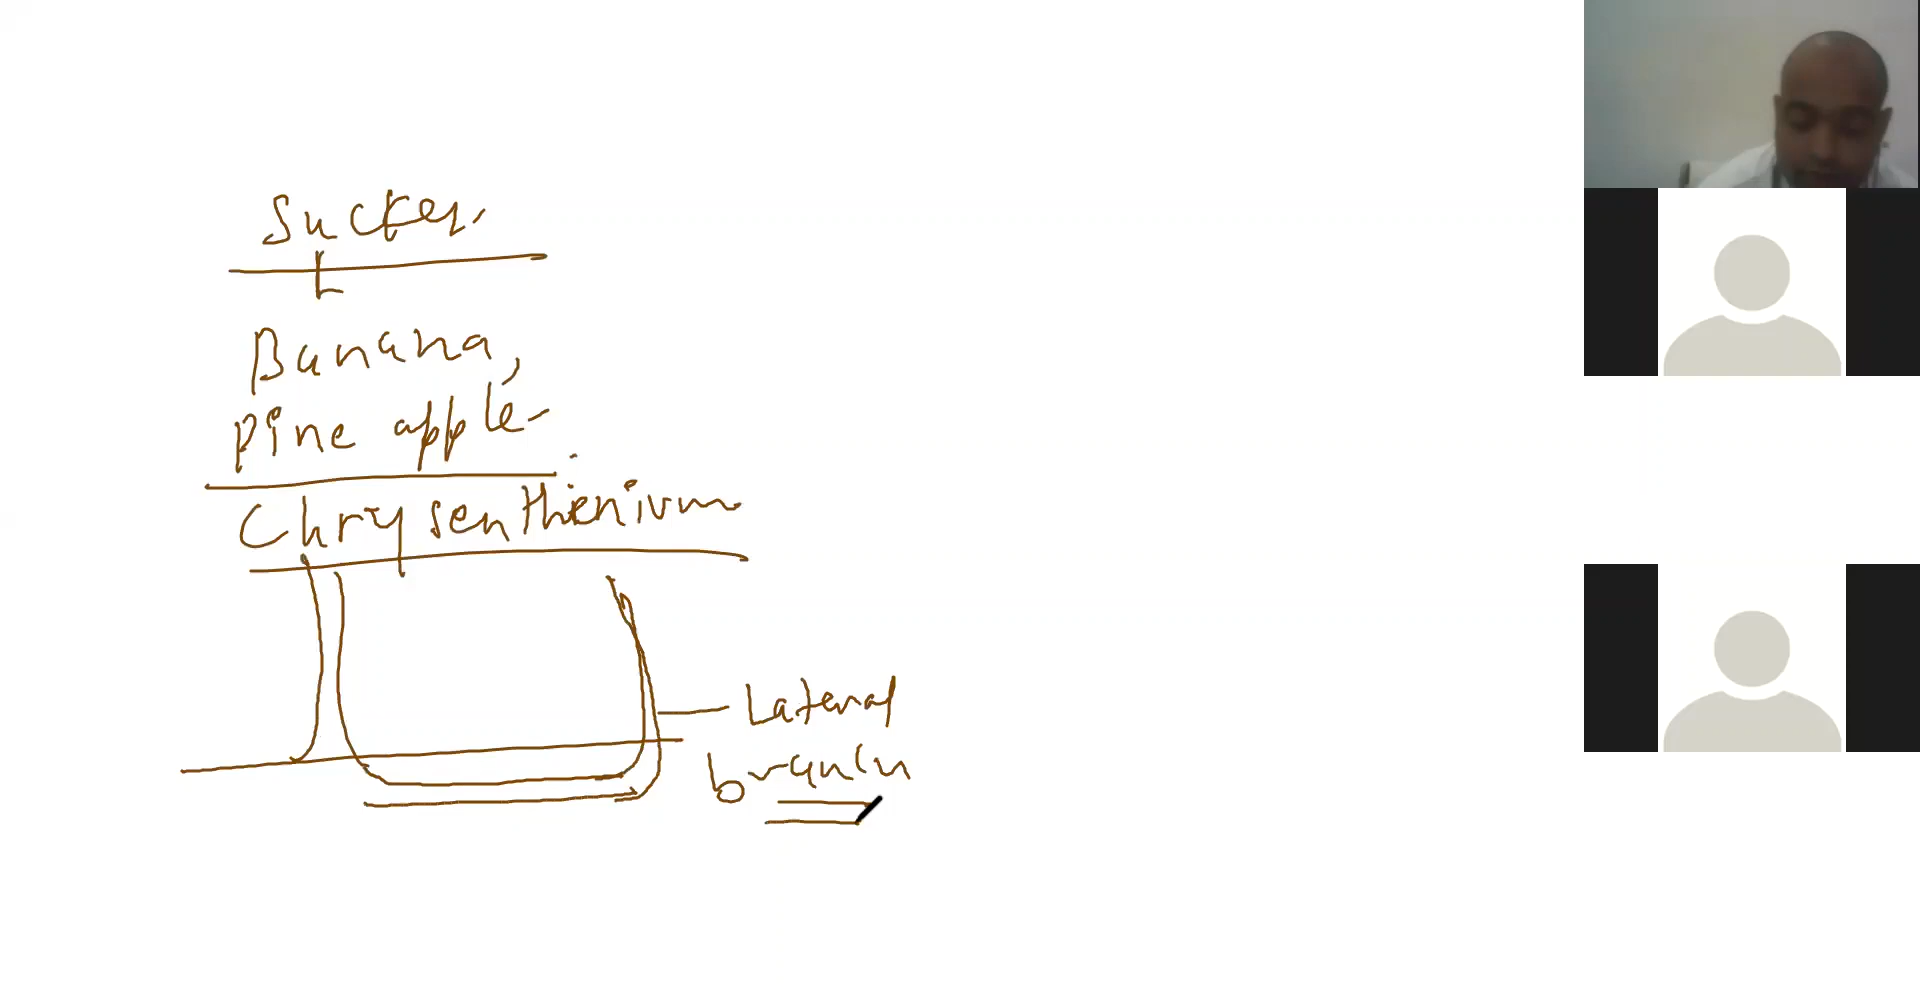 Sucker
Banana,
Pine apple
Chrysenthenium
Lateral
branch